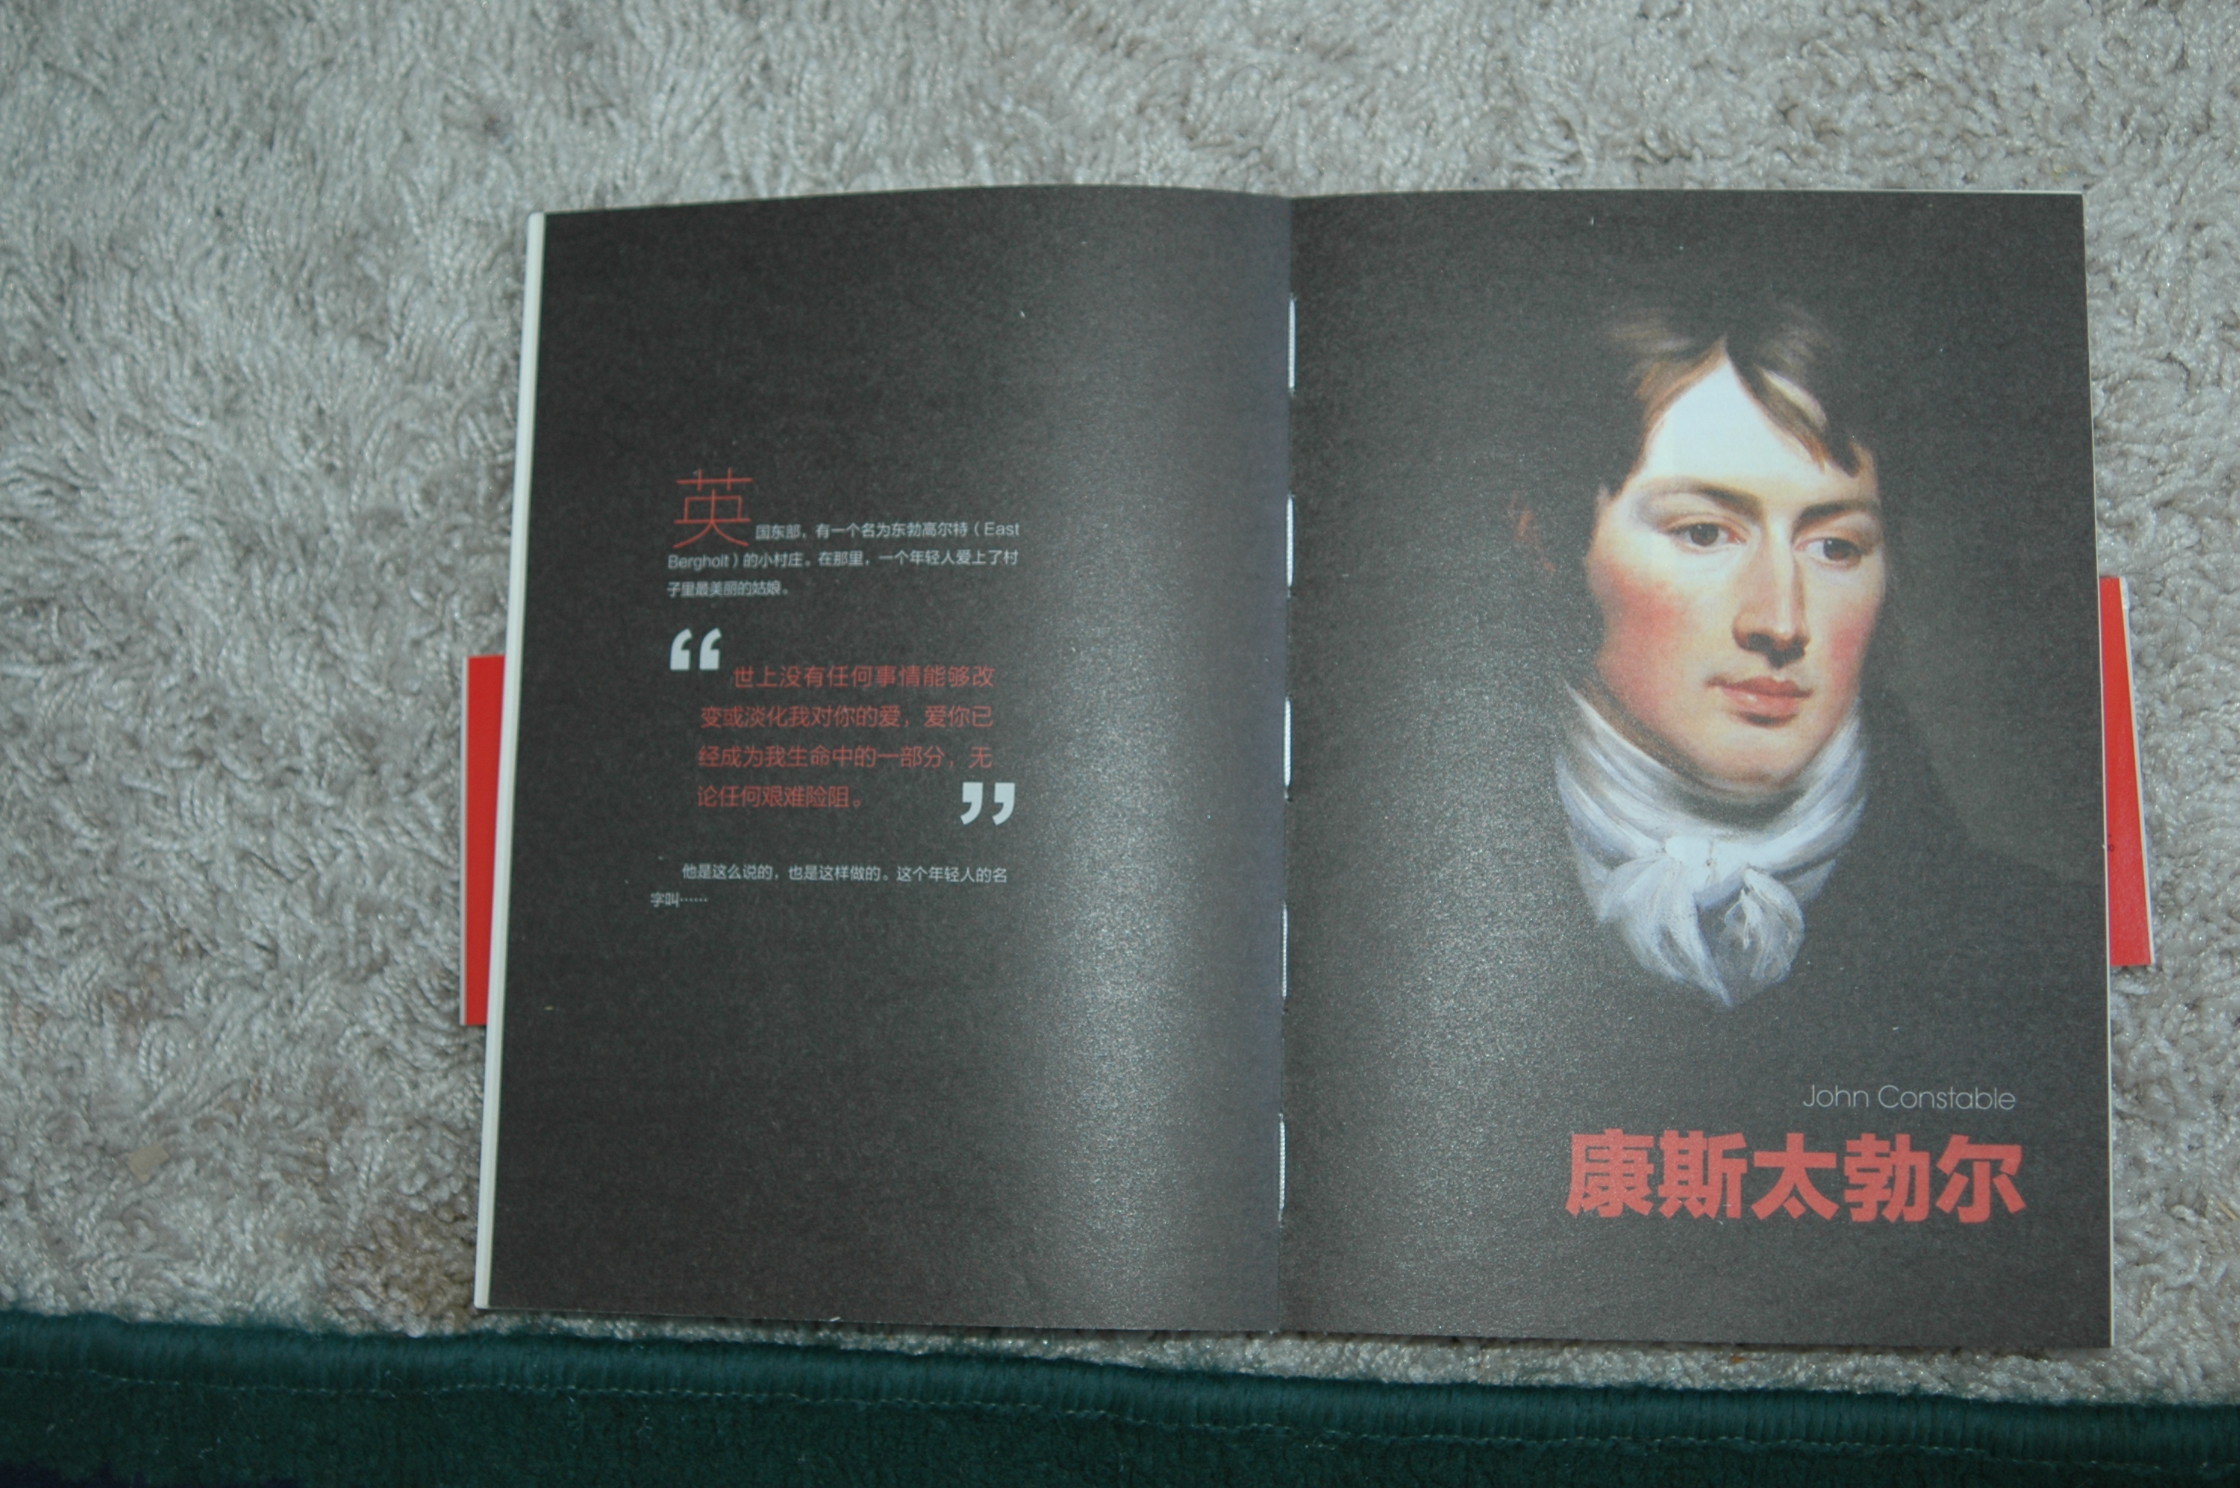 英国东部，有一个名为东勃高尔特（East
Bergholt）的小村庄。在那里，一个年轻人爱上了村
子里最美丽的姑娘。
“
世上没有任何事情能够改
变或淡化我对你的爱，爱你已
经成为我生命中的一部分，无
论任何艰难险阻。
”
他是这么说的，也是这样做的。这个年轻人的名
字叫……
John Constable
康斯太勃尔